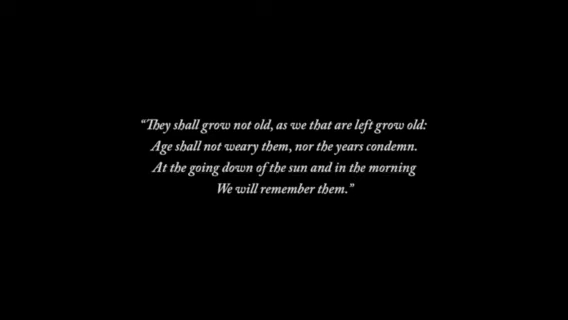 “They shall grow not old, as we that are left grow old:
Age shall not weary them, nor the years condemn.
At the going down of the sun and in the morning
We will remember them.”